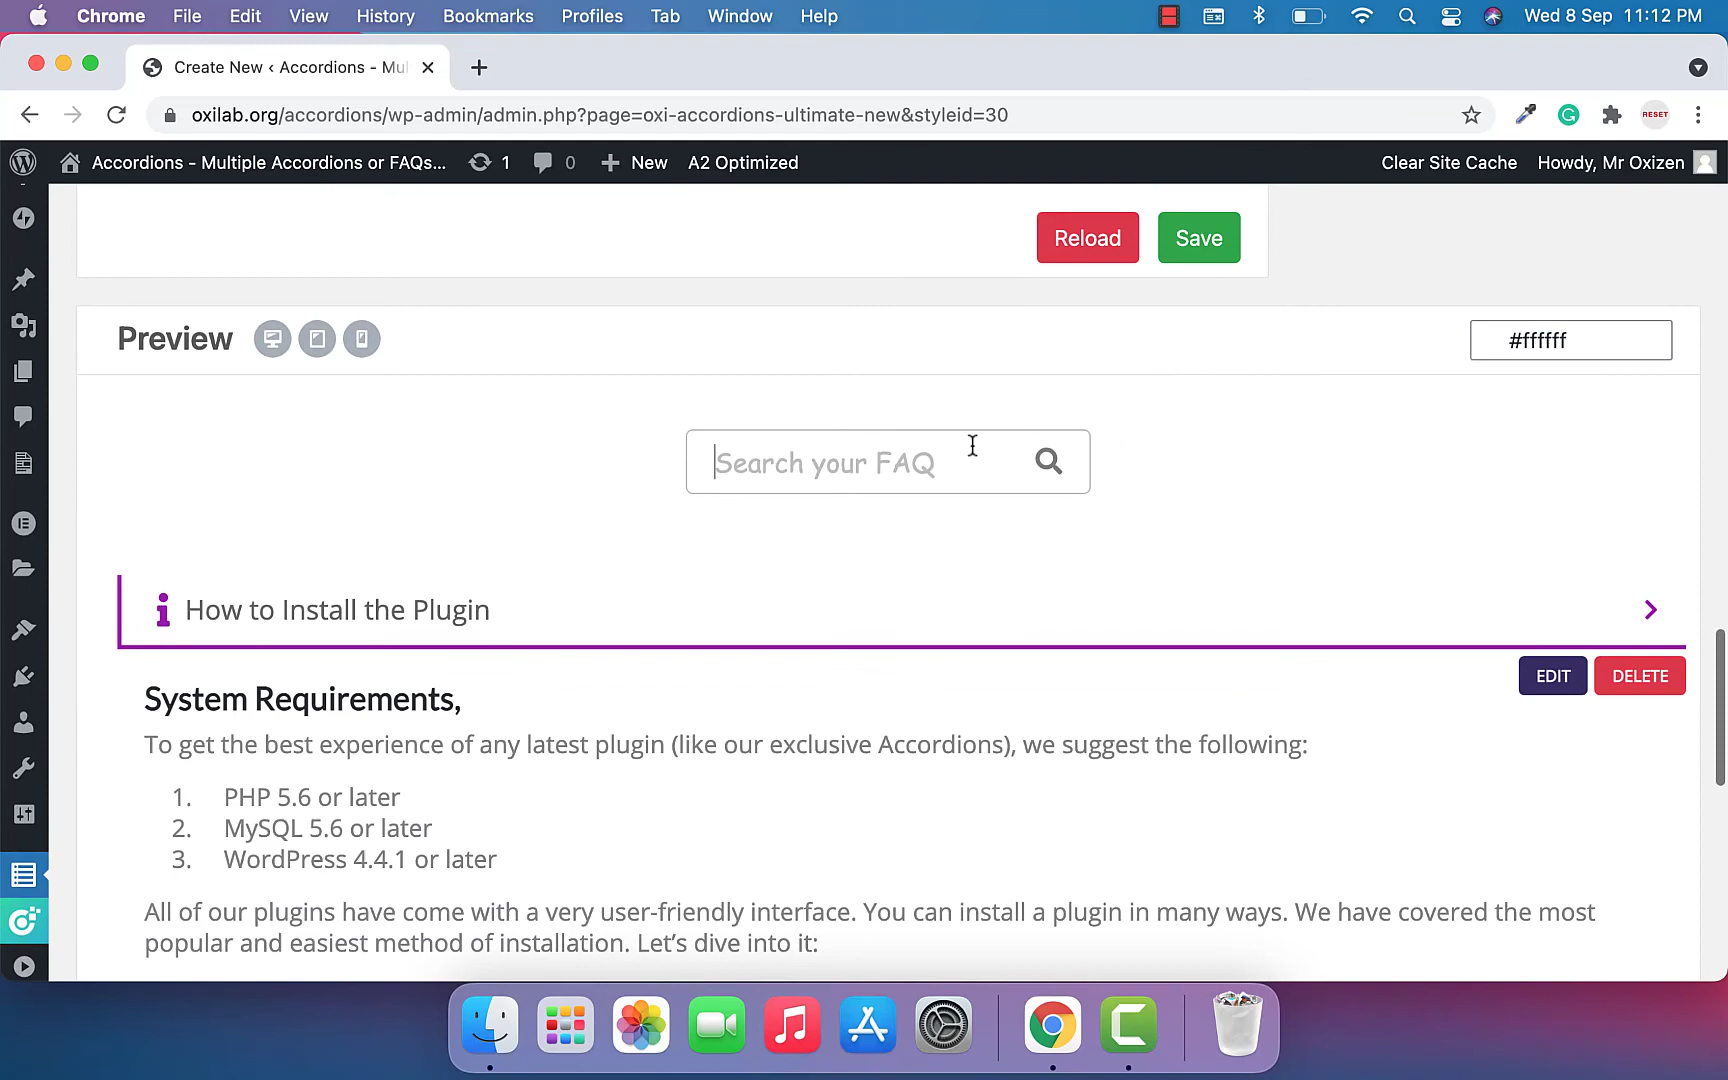 Chrome File Edit View History Bookmarks Profiles Tab Window Help Wed 8 Sep 11:12 PM
Create New ‹ Accordions - Mul
oxilab.org/accordions/wp-admin/admin.php?page=oxi-accordions-ultimate-new&styleid=30 RESET
Accordions - Multiple Accordions or FAQs... 1 0 New A2 Optimized Clear Site Cache Howdy, Mr Oxizen
Reload Save
Preview #ffffff
Search your FAQ
How to Install the Plugin
EDIT DELETE
System Requirements,
To get the best experience of any latest plugin (like our exclusive Accordions), we suggest the following:
1. PHP 5.6 or later
2. MySQL 5.6 or later
3. WordPress 4.4.1 or later
All of our plugins have come with a very user-friendly interface. You can install a plugin in many ways. We have covered the most
popular and easiest method of installation. Let's dive into it: